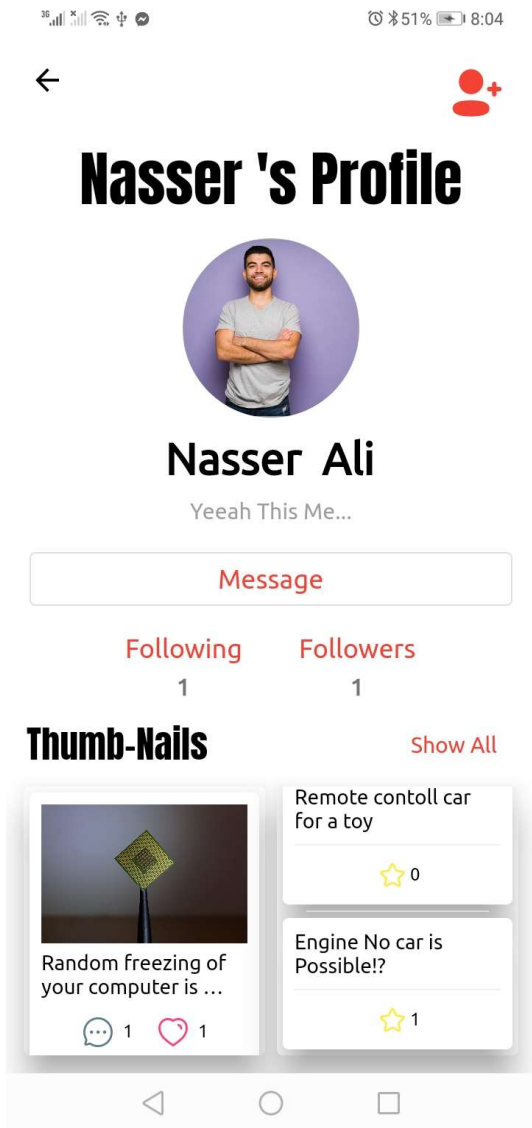 3G 51% 8:04
Nasser 's Profile
Nasser Ali
Yeeah This Me...
Message
Following Followers
1 1
Thumb-Nails Show All
Random freezing of
your computer is ...
1 1
Remote contoll car
for a toy
0
Engine No car is
Possible!?
1